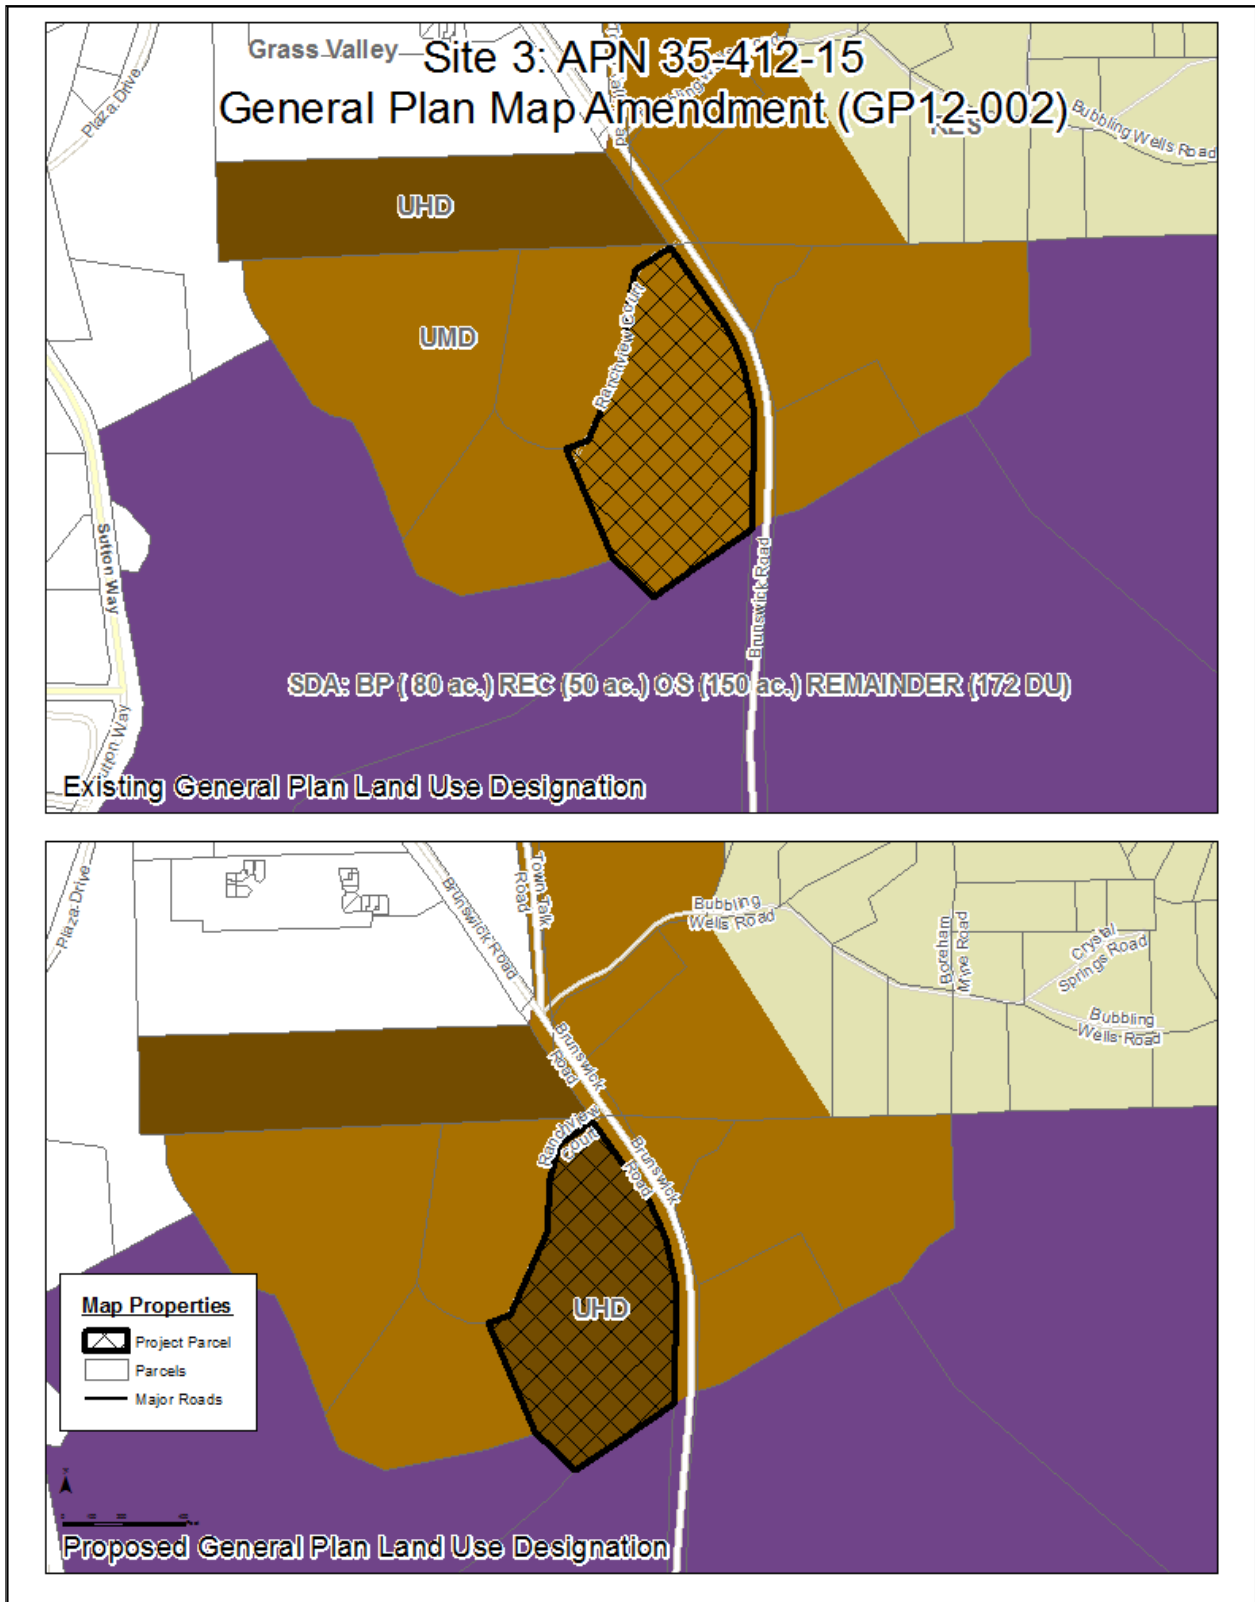 Grass Valley
Site 3: APN 35-412-15
General Plan Map Amendment (GP12-002)
Plaza Drive
RES
Bubbling Wells Road
UHD
UMD
Ranchview Court
Sutton Way
Brunswick Road
SDA: BP ( 80 ac.) REC (50 ac.) OS (150 ac.) REMAINDER (172 DU)
Sutton Way
Existing General Plan Land Use Designation
Plaza Drive
Brunswick Road
Town Talk
Road
Bubbling
Wells Road
Boreham
Mine Road
Crystal
Springs Road
Bubbling
Wells Road
Brunswick
Road
Ranchview
Court
Brunswick
Road
UHD
Map Properties
Project Parcel
Parcels
Major Roads
Proposed General Plan Land Use Designation